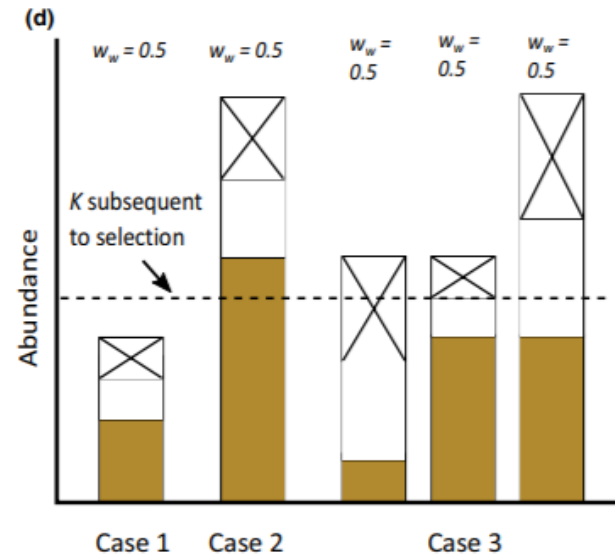 (d)
w_w = 0.5
w_w = 0.5
w_w =
0.5
w_w =
0.5
w_w =
0.5
K subsequent
to selection
Abundance
Case 1
Case 2
Case 3